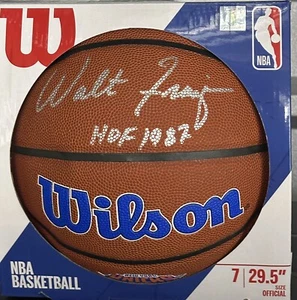 W
NBA
Walt Frazier
HOF 1987
Wilson
NBA
BASKETBALL
7 29.5"
SIZE
OFFICIAL